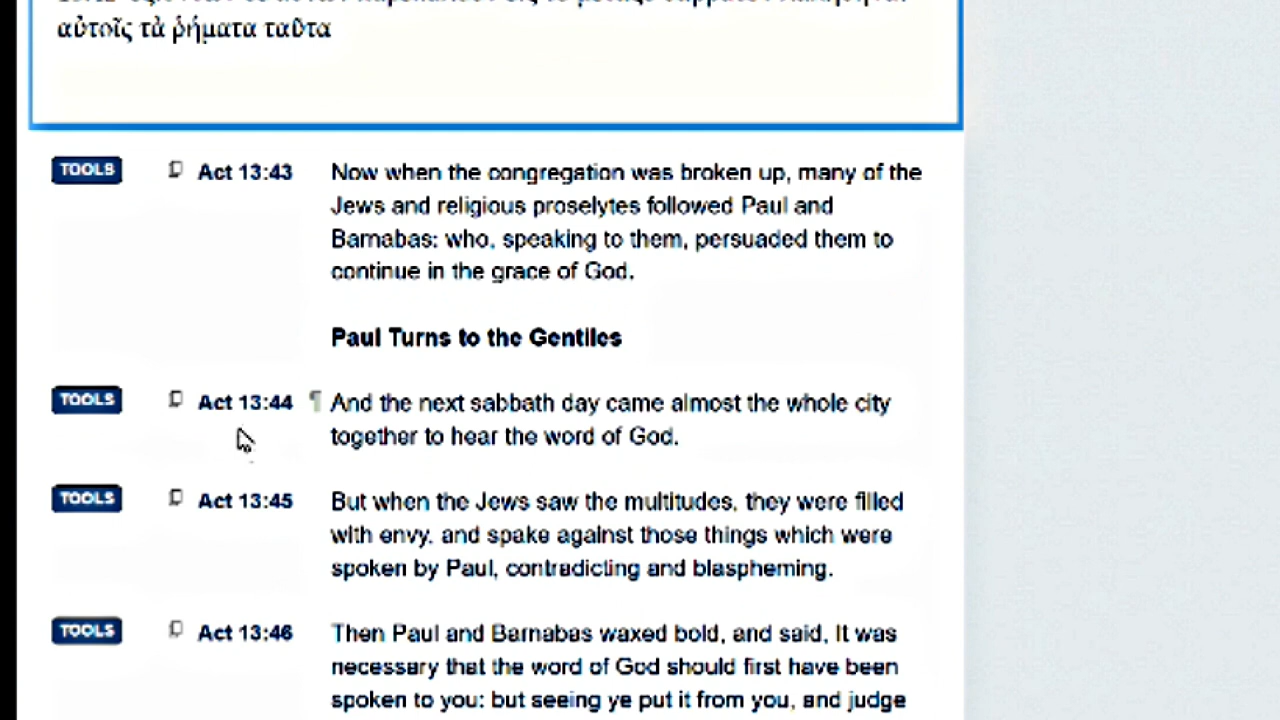 αὐτοῖς τὰ ῥήματα ταῦτα
TOOLS Act 13:43 Now when the congregation was broken up, many of the
Jews and religious proselytes followed Paul and
Barnabas: who, speaking to them, persuaded them to
continue in the grace of God.
Paul Turns to the Gentiles
TOOLS Act 13:44 ¶ And the next sabbath day came almost the whole city
together to hear the word of God.
TOOLS Act 13:45 But when the Jews saw the multitudes, they were filled
with envy, and spake against those things which were
spoken by Paul, contradicting and blaspheming.
TOOLS Act 13:46 Then Paul and Barnabas waxed bold, and said, It was
necessary that the word of God should first have been
spoken to you: but seeing ye put it from you, and judge